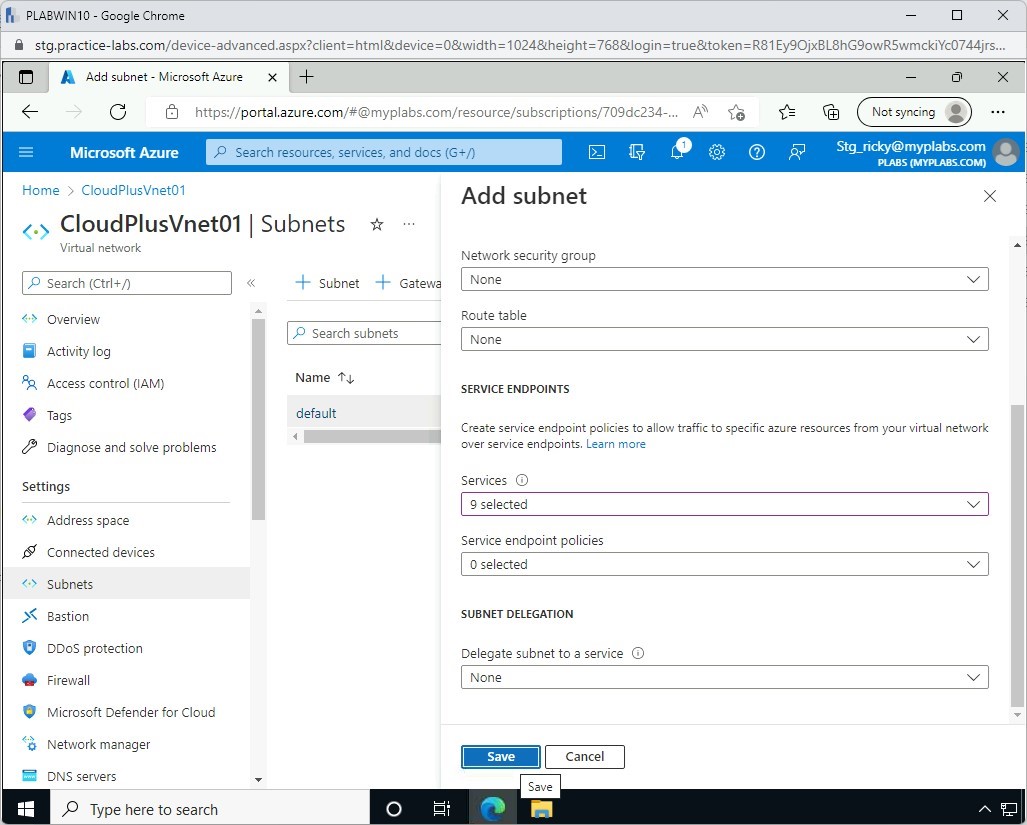 PLABWIN10 - Google Chrome
stg.practice-labs.com/device-advanced.aspx?client=html&device=0&width=1024&height=768&login=true&token=R81Ey9OjxBL8hG9owR5wmckiYc0744jrs...
Add subnet - Microsoft Azure
https://portal.azure.com/#@myplabs.com/resource/subscriptions/709dc234-...
Not syncing
Microsoft Azure
Search resources, services, and docs (G+/)
1
Stg_ricky@myplabs.com
PLABS (MYPLABS.COM)
Home > CloudPlusVnet01
CloudPlusVnet01 | Subnets
Virtual network
Search (Ctrl+/)
Overview
Activity log
Access control (IAM)
Tags
Diagnose and solve problems
Settings
Address space
Connected devices
Subnets
Bastion
DDoS protection
Firewall
Microsoft Defender for Cloud
Network manager
DNS servers
+ Subnet + Gatewa
Search subnets
Name
default
Add subnet
Network security group
None
Route table
None
SERVICE ENDPOINTS
Create service endpoint policies to allow traffic to specific azure resources from your virtual network
over service endpoints. Learn more
Services
9 selected
Service endpoint policies
0 selected
SUBNET DELEGATION
Delegate subnet to a service
None
Save Cancel
Save
Type here to search